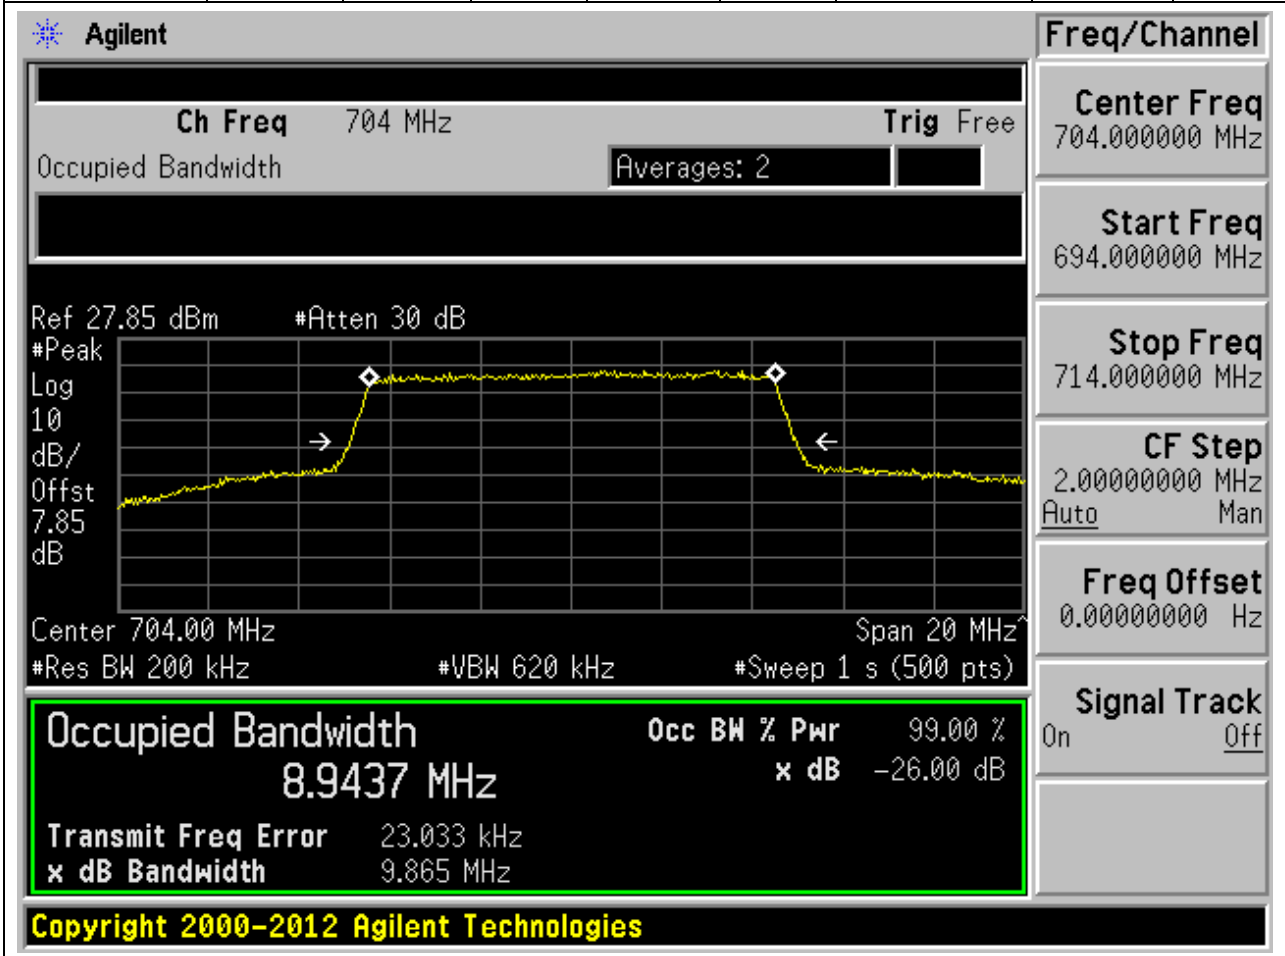 Agilent
Freq/Channel
Ch Freq 704 MHz Trig Free
Occupied Bandwidth Averages: 2
Center Freq
704.000000 MHz
Start Freq
694.000000 MHz
Stop Freq
714.000000 MHz
CF Step
2.00000000 MHz
Auto Man
Freq Offset
0.00000000 Hz
Signal Track
On Off
Ref 27.85 dBm #Atten 30 dB
#Peak
Log
10
dB/
Offst
7.85
dB
Center 704.00 MHz Span 20 MHz^
#Res BW 200 kHz #VBW 620 kHz #Sweep 1 s (500 pts)
Occupied Bandwidth Occ BW % Pwr 99.00 %
8.9437 MHz x dB -26.00 dB
Transmit Freq Error 23.033 kHz
x dB Bandwidth 9.865 MHz
Copyright 2000-2012 Agilent Technologies